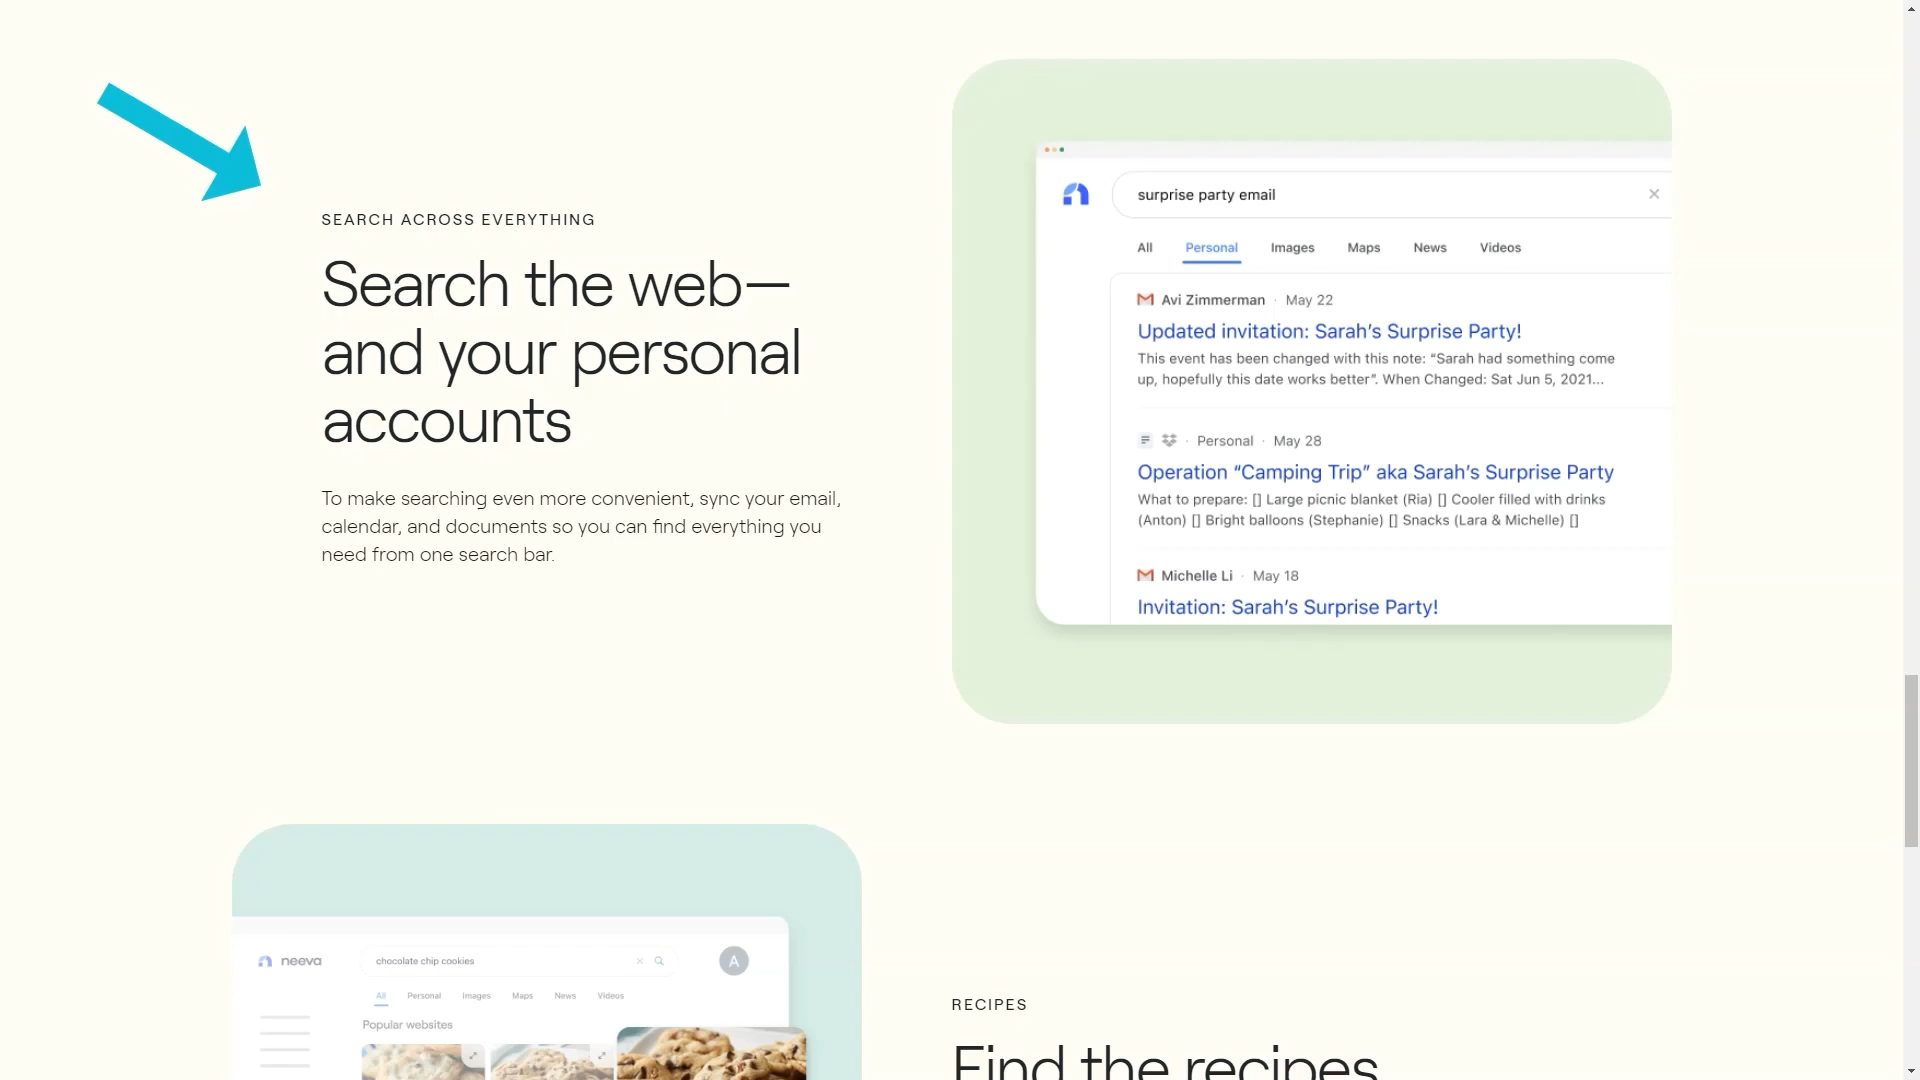 SEARCH ACROSS EVERYTHING
Search the web—
and your personal
accounts
To make searching even more convenient, sync your email,
calendar, and documents so you can find everything you
need from one search bar.
surprise party email
All Personal Images Maps News Videos
Avi Zimmerman · May 22
Updated invitation: Sarah’s Surprise Party!
This event has been changed with this note: “Sarah had something come
up, hopefully this date works better”. When Changed: Sat Jun 5, 2021...
· Personal · May 28
Operation “Camping Trip” aka Sarah’s Surprise Party
What to prepare: [] Large picnic blanket (Ria) [] Cooler filled with drinks
(Anton) [] Bright balloons (Stephanie) [] Snacks (Lara & Michelle) []
Michelle Li · May 18
Invitation: Sarah’s Surprise Party!
neeva
chocolate chip cookies
A
All Personal Images Maps News Videos
Popular websites
RECIPES
Find the recipes